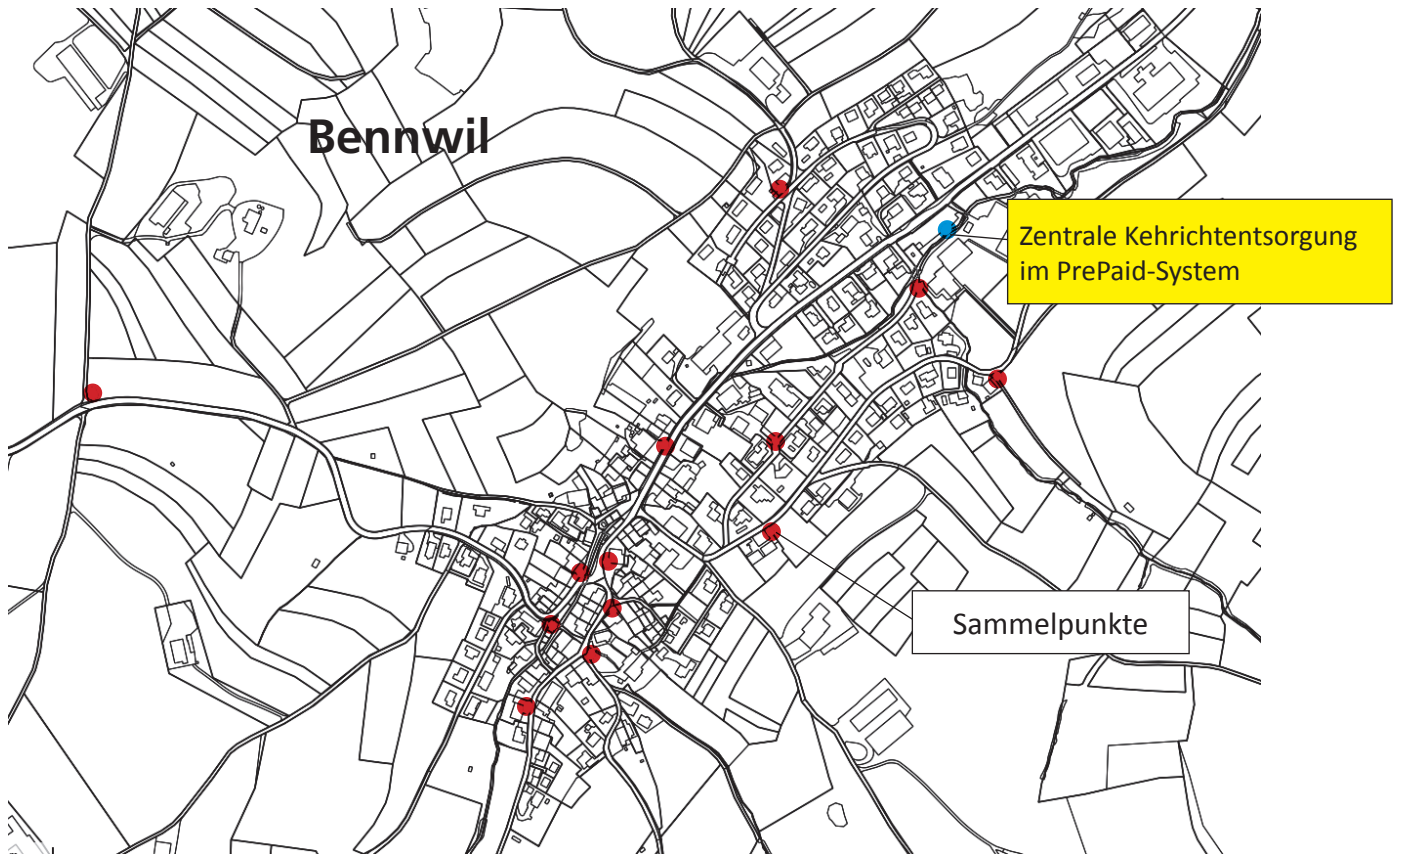 Bennwil
Zentrale Kehrichtentsorgung
im PrePaid-System
Sammelpunkte